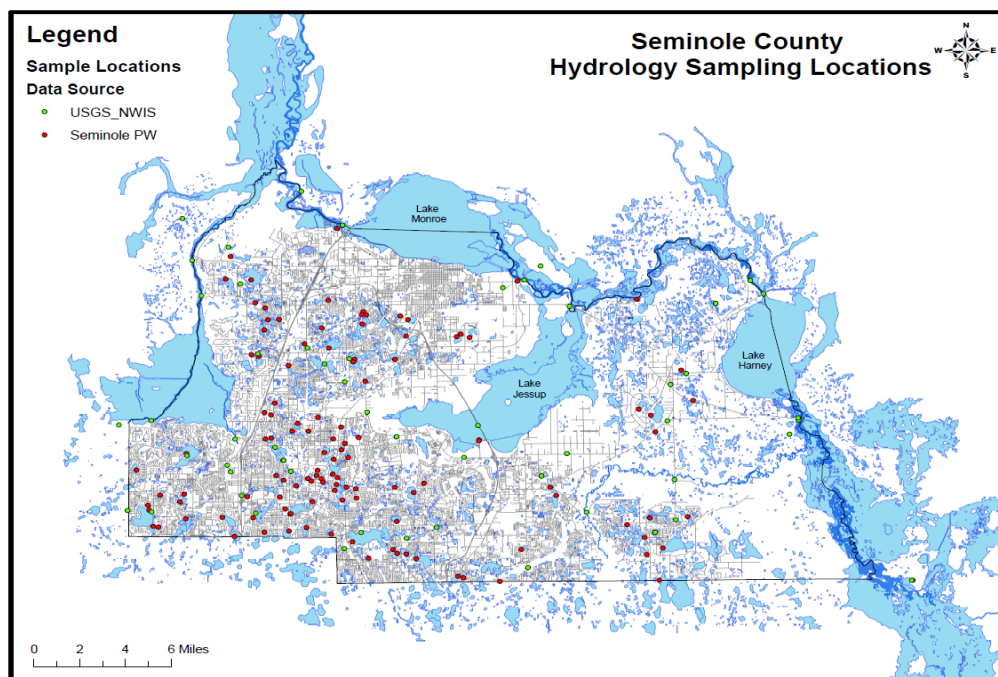 Legend
Sample Locations
Data Source
USGS_NWIS
Seminole PW
Seminole County
Hydrology Sampling Locations
N
W
E
S
Lake
Monroe
Lake
Harney
Lake
Jessup
0 2 4 6 Miles